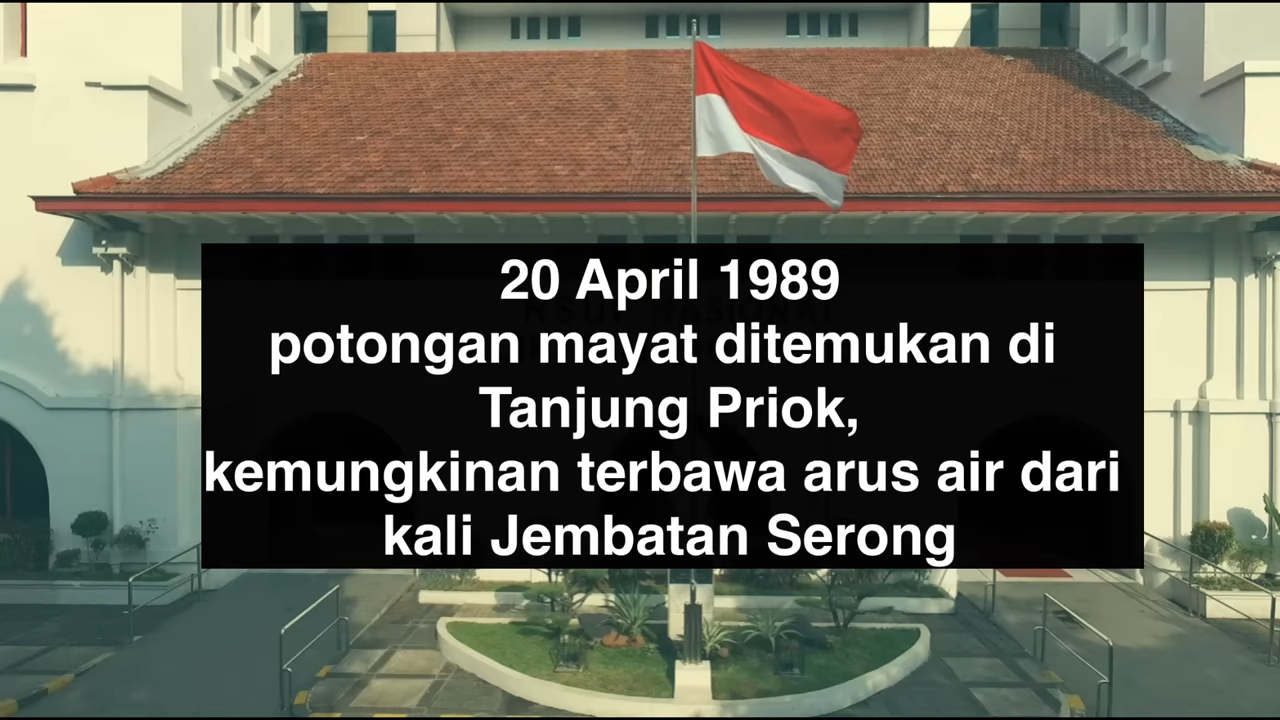 20 April 1989
potongan mayat ditemukan di
Tanjung Priok,
kemungkinan terbawa arus air dari
kali Jembatan Serong